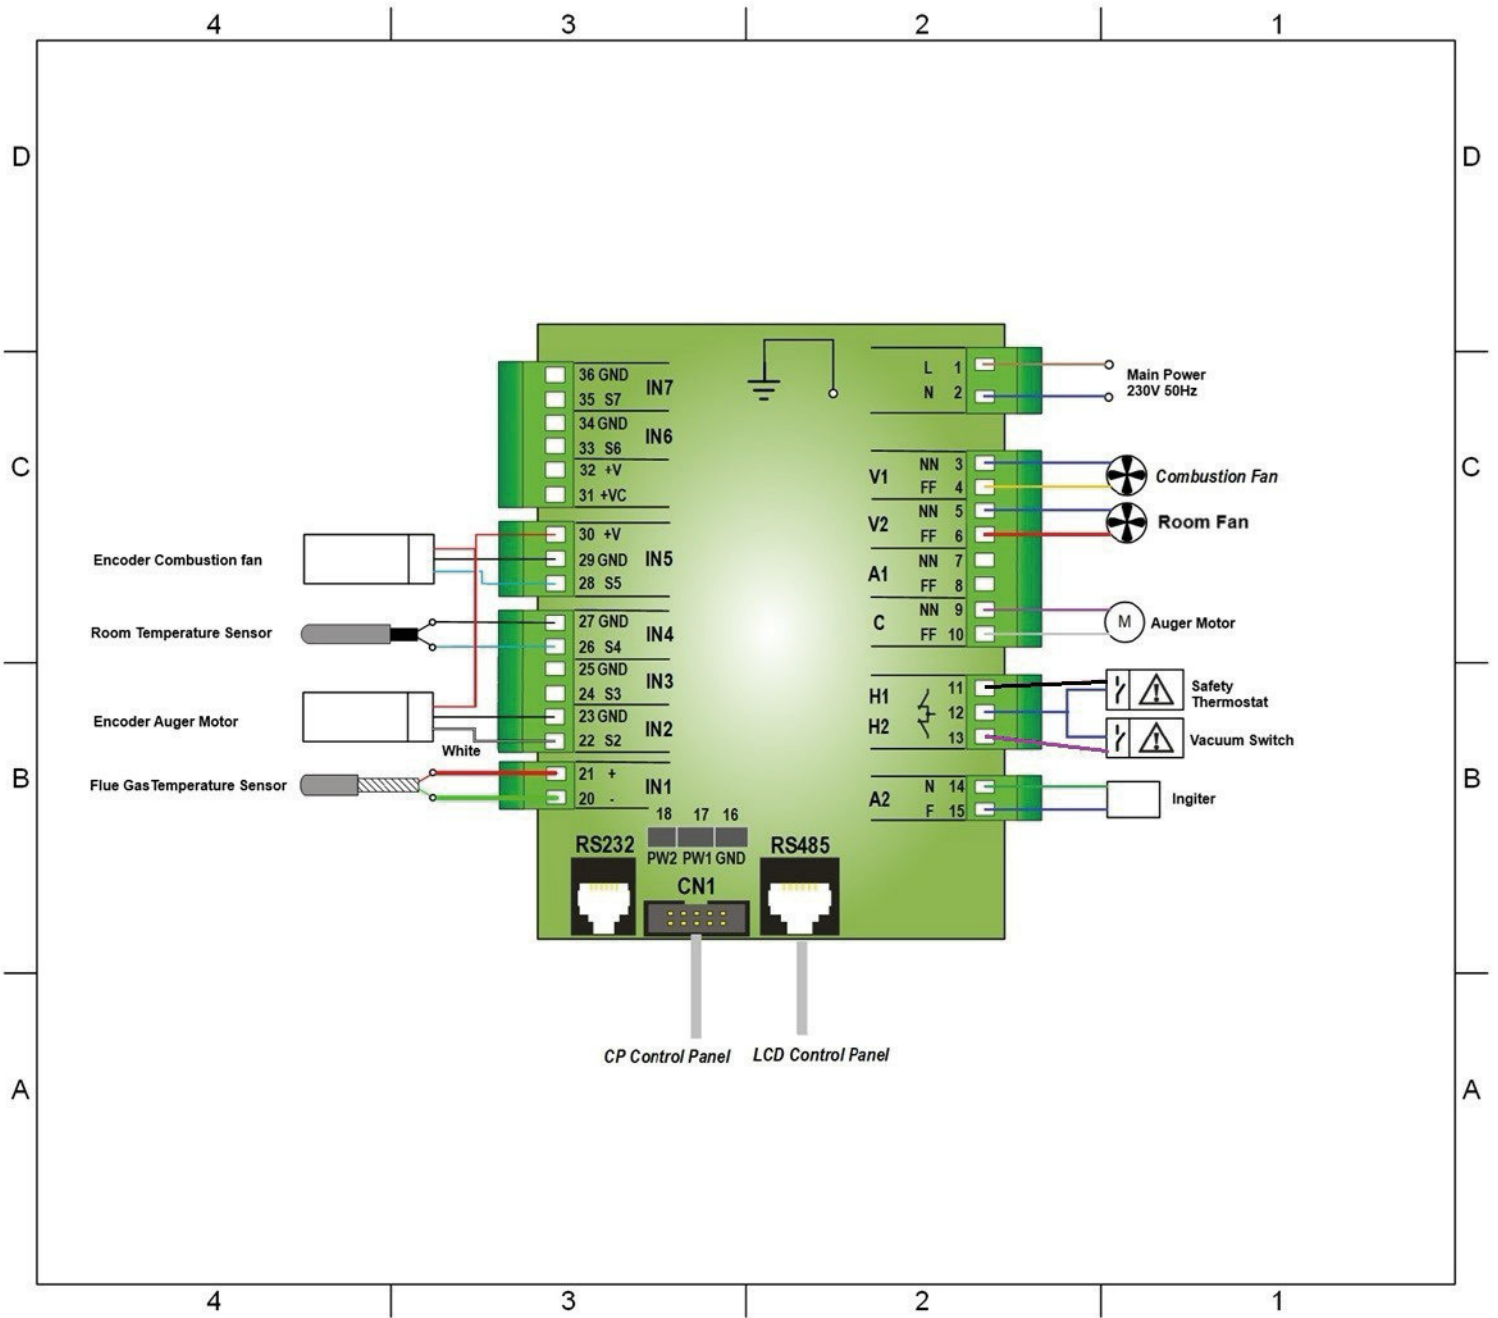 4 3 2 1
D D
36 GND
35 S7
IN7
34 GND
33 S6
IN6
32 +V
31 +VC
L 1
N 2
Main Power
230V 50Hz
C C
V1
NN 3
FF 4
Combustion Fan
V2
NN 5
FF 6
Room Fan
A1
NN 7
FF 8
C
NN 9
FF 10
M
Auger Motor
Encoder Combustion fan
30 +V
29 GND
28 S5
IN5
Room Temperature Sensor
27 GND
26 S4
IN4
25 GND
24 S3
IN3
Encoder Auger Motor
White
23 GND
22 S2
IN2
Flue Gas Temperature Sensor
21 +
20 -
IN1
H1
H2
11
12
13
Safety
Thermostat
Vacuum Switch
B B
A2
N 14
F 15
Ingiter
18 17 16
RS232
PW2 PW1 GND
RS485
CN1
CP Control Panel
LCD Control Panel
A A
4 3 2 1